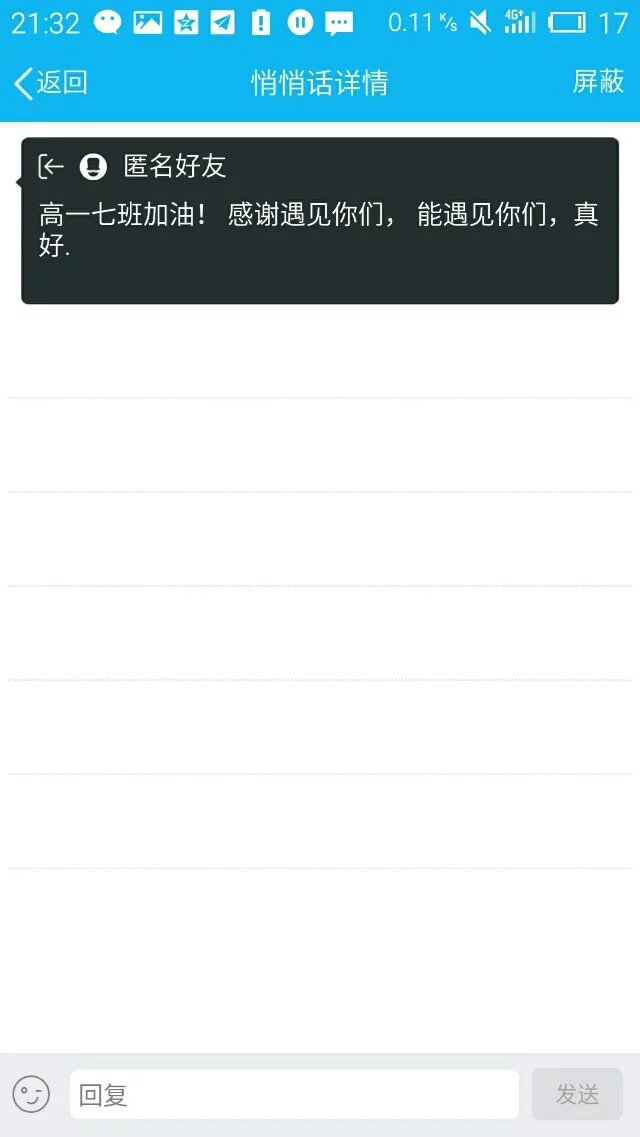 21:32 0.11 K/s 4G+ 17
返回 悄悄话详情 屏蔽
匿名好友
高一七班加油！ 感谢遇见你们， 能遇见你们，真
好.
回复 发送